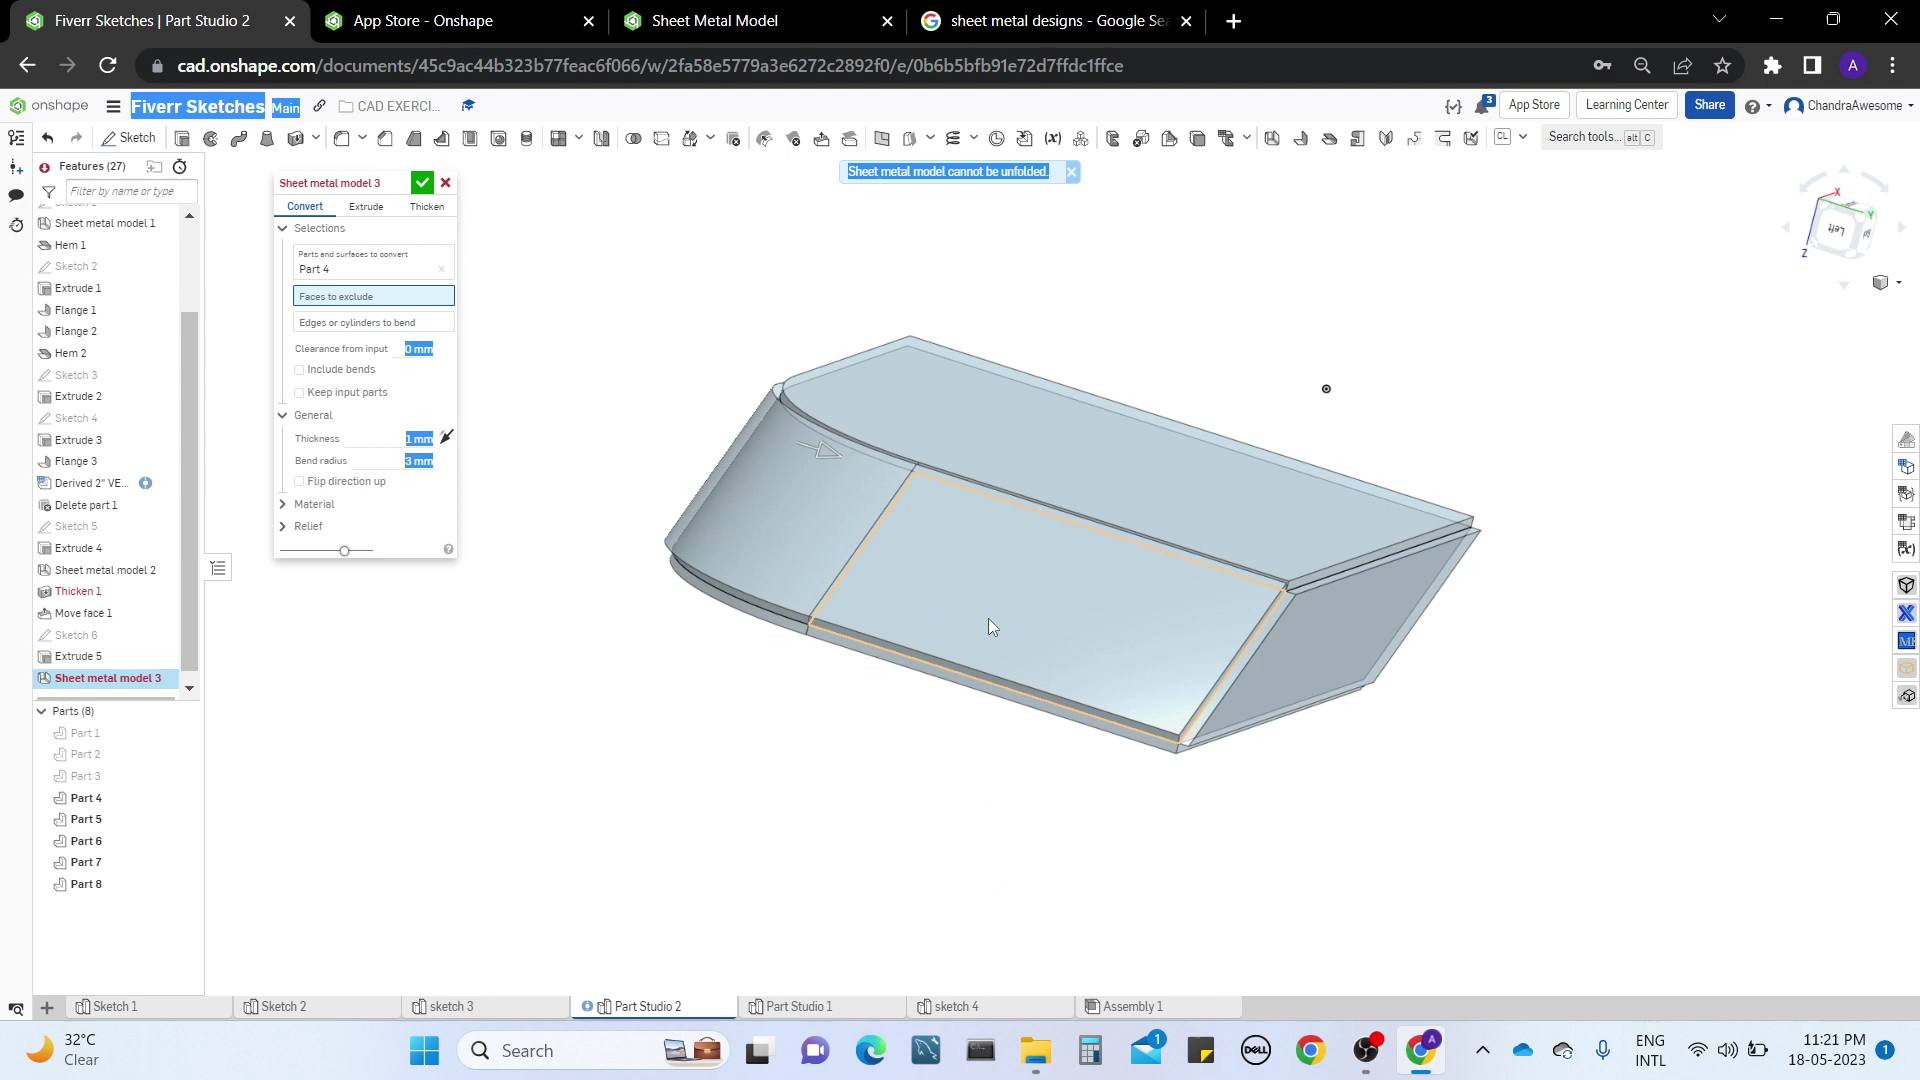 Fiverr Sketches | Part Studio 2
App Store - Onshape
Sheet Metal Model
sheet metal designs - Google Sea
cad.onshape.com/documents/45c9ac44b323b77feac6f066/w/2fa58e5779a3e6272c2892f0/e/0b6b5bfb91e72d7ffdc1ffce
A
onshape
Fiverr Sketches
Main
CAD EXERCI...
3
App Store
Learning Center
Share
ChandraAwesome
Sketch
CL
Search tools...
alt
C
Features (27)
Filter by name or type
Sheet metal model 1
Hem 1
Sketch 2
Extrude 1
Flange 1
Flange 2
Hem 2
Sketch 3
Extrude 2
Sketch 4
Extrude 3
Flange 3
Derived 2" VE...
Delete part 1
Sketch 5
Extrude 4
Sheet metal model 2
Thicken 1
Move face 1
Sketch 6
Extrude 5
Sheet metal model 3
Parts (8)
Part 1
Part 2
Part 3
Part 4
Part 5
Part 6
Part 7
Part 8
Sheet metal model 3
Convert
Extrude
Thicken
Selections
Parts and surfaces to convert
Part 4
Faces to exclude
Edges or cylinders to bend
Clearance from input
0 mm
Include bends
Keep input parts
General
Thickness
1 mm
Bend radius
3 mm
Flip direction up
Material
Relief
Sheet metal model cannot be unfolded.
X
Y
Z
Left
Sketch 1
Sketch 2
sketch 3
Part Studio 2
Part Studio 1
sketch 4
Assembly 1
32°C
Clear
Search
DELL
1
A
ENG
INTL
11:21 PM
18-05-2023
1